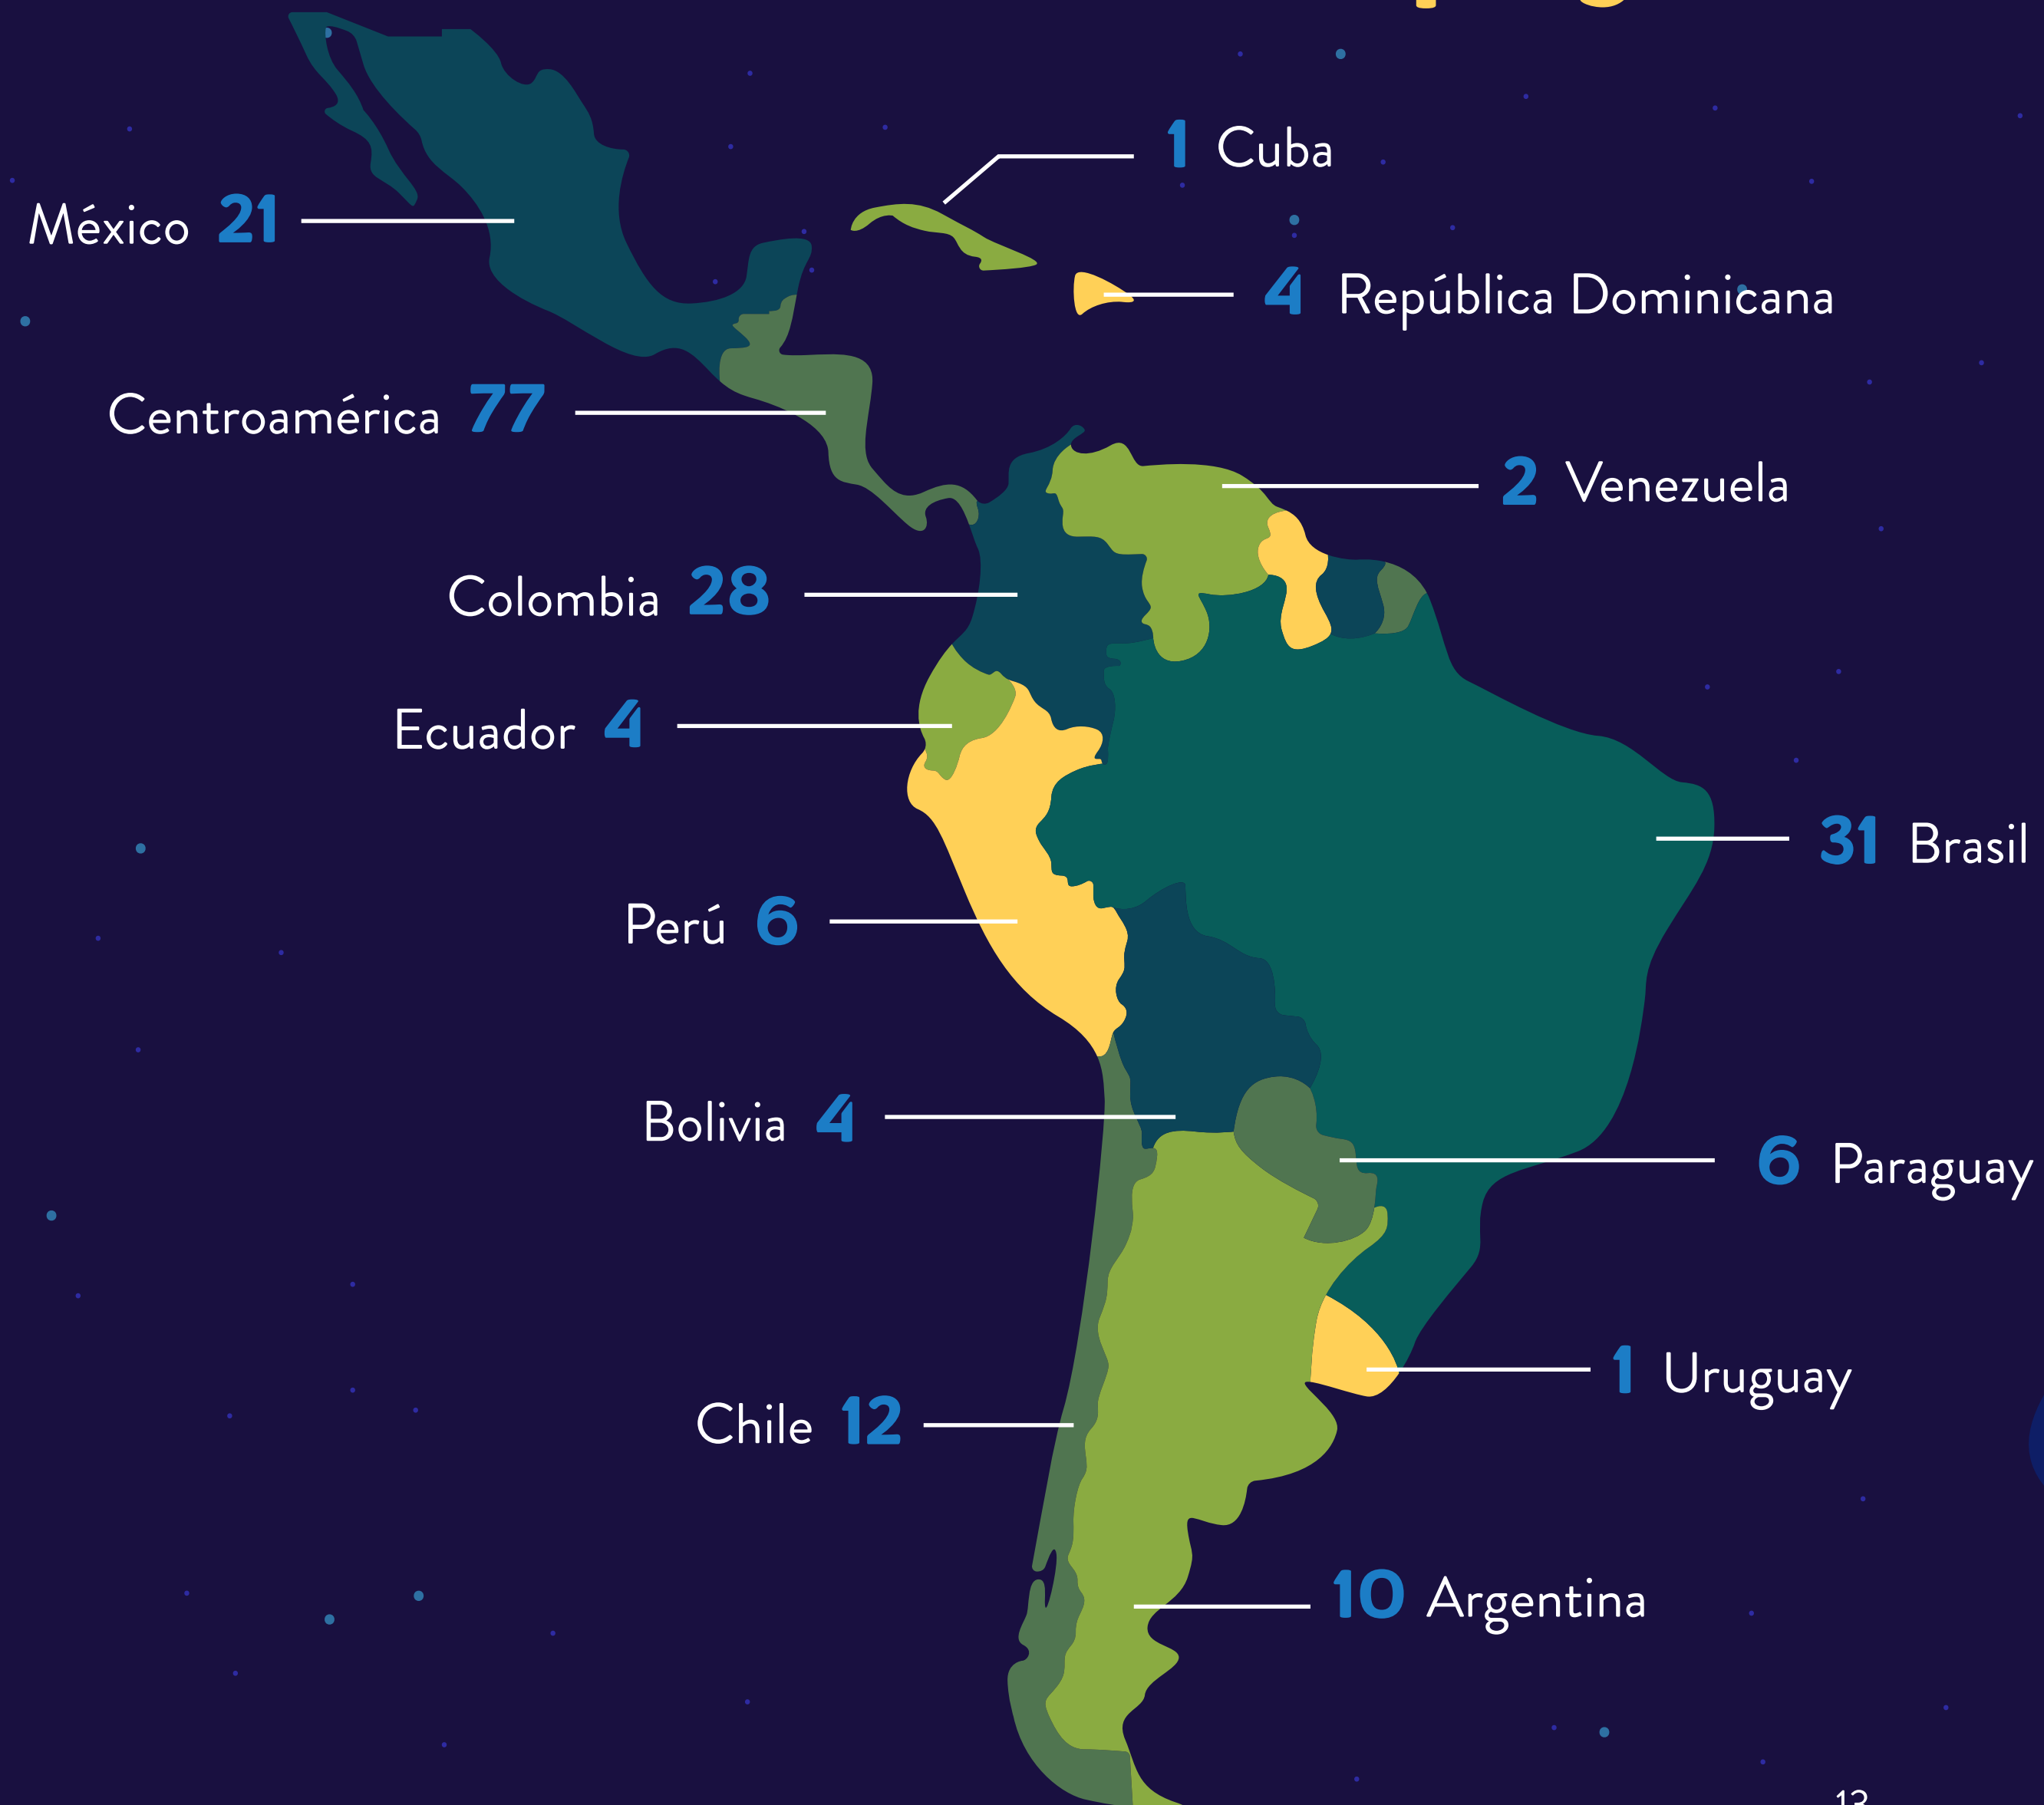 1 Cuba
México 21
4 República Dominicana
Centroamérica 77
2 Venezuela
Colombia 28
Ecuador 4
31 Brasil
Perú 6
Bolivia 4
6 Paraguay
1 Uruguay
Chile 12
10 Argentina